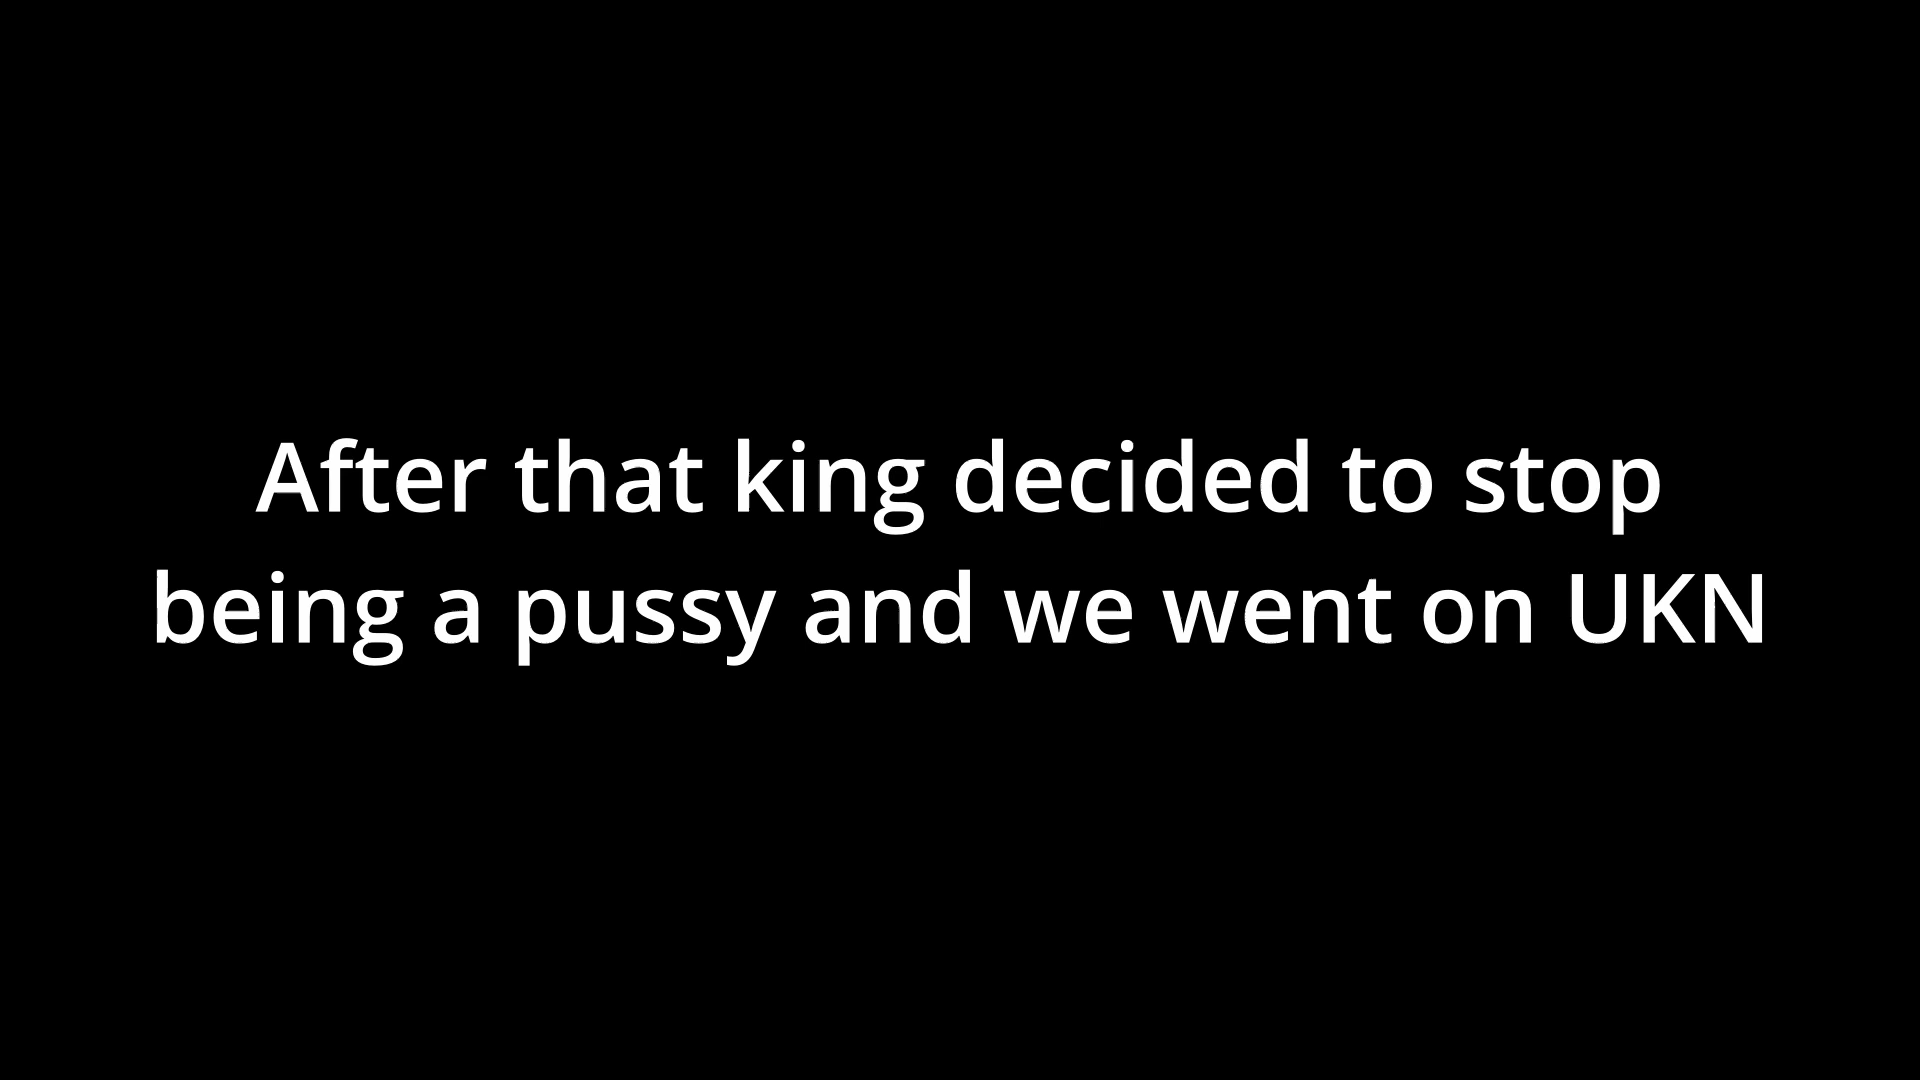 After that king decided to stop
being a pussy and we went on UKN